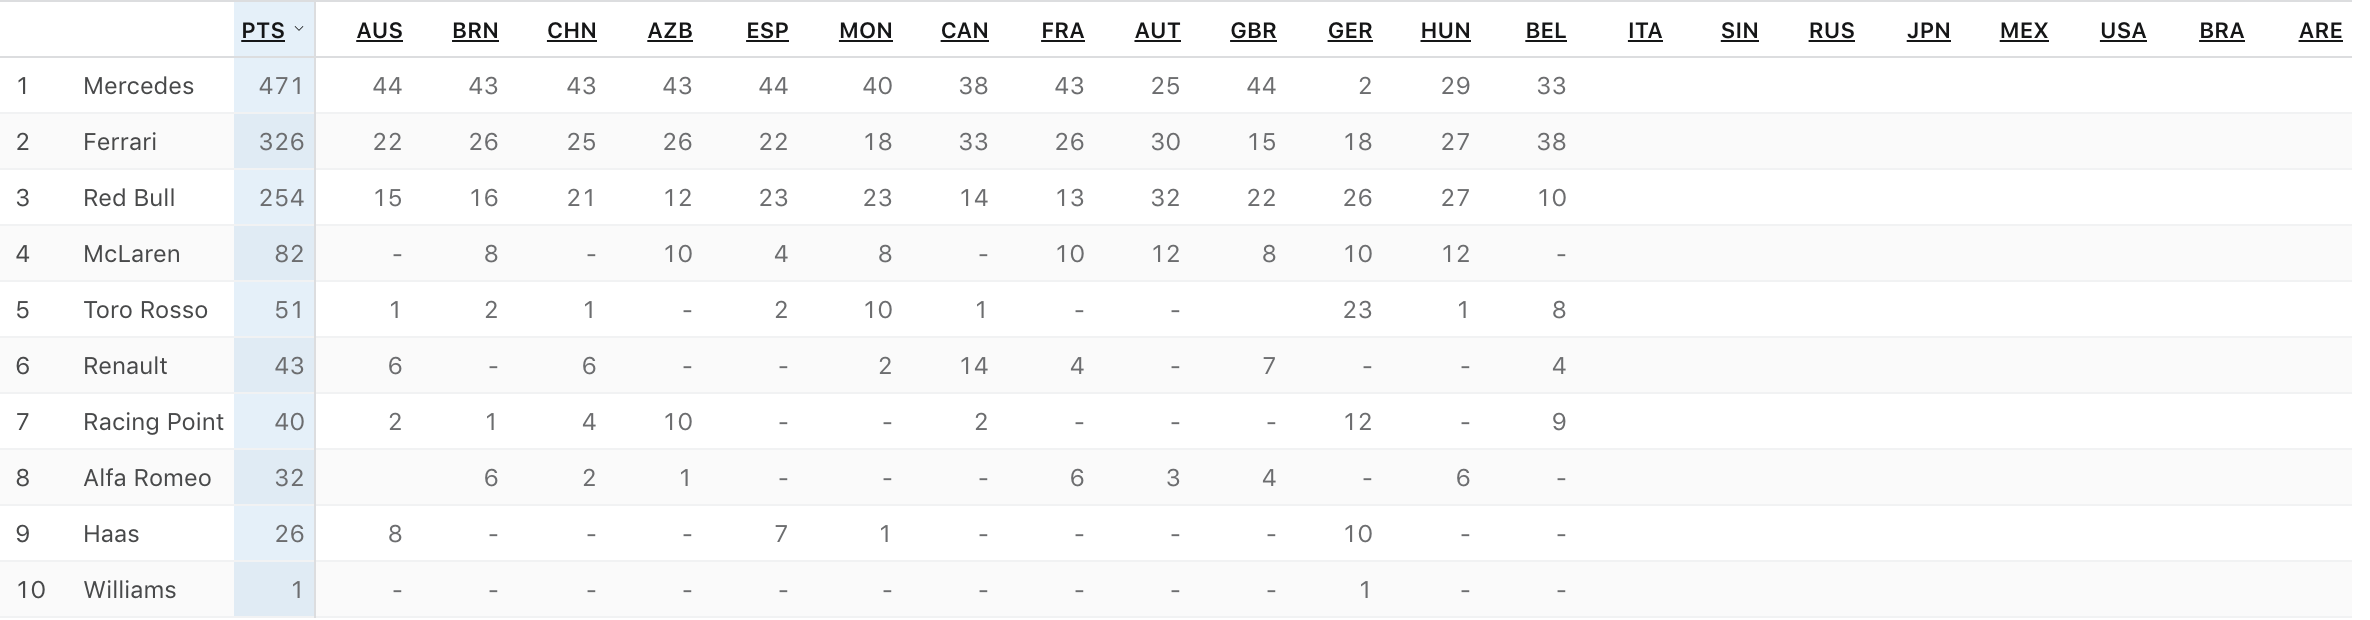 PTS AUS BRN CHN AZB ESP MON CAN FRA AUT GBR GER HUN BEL ITA SIN RUS JPN MEX USA BRA ARE
1 Mercedes 471 44 43 43 43 44 40 38 43 25 44 2 29 33
2 Ferrari 326 22 26 25 26 22 18 33 26 30 15 18 27 38
3 Red Bull 254 15 16 21 12 23 23 14 13 32 22 26 27 10
4 McLaren 82 - 8 - 10 4 8 - 10 12 8 10 12 -
5 Toro Rosso 51 1 2 1 - 2 10 1 - - 23 1 8
6 Renault 43 6 - 6 - - 2 14 4 - 7 - - 4
7 Racing Point 40 2 1 4 10 - - 2 - - - 12 - 9
8 Alfa Romeo 32 6 2 1 - - - 6 3 4 - 6 -
9 Haas 26 8 - - - 7 1 - - - - 10 - -
10 Williams 1 - - - - - - - - - - 1 - -